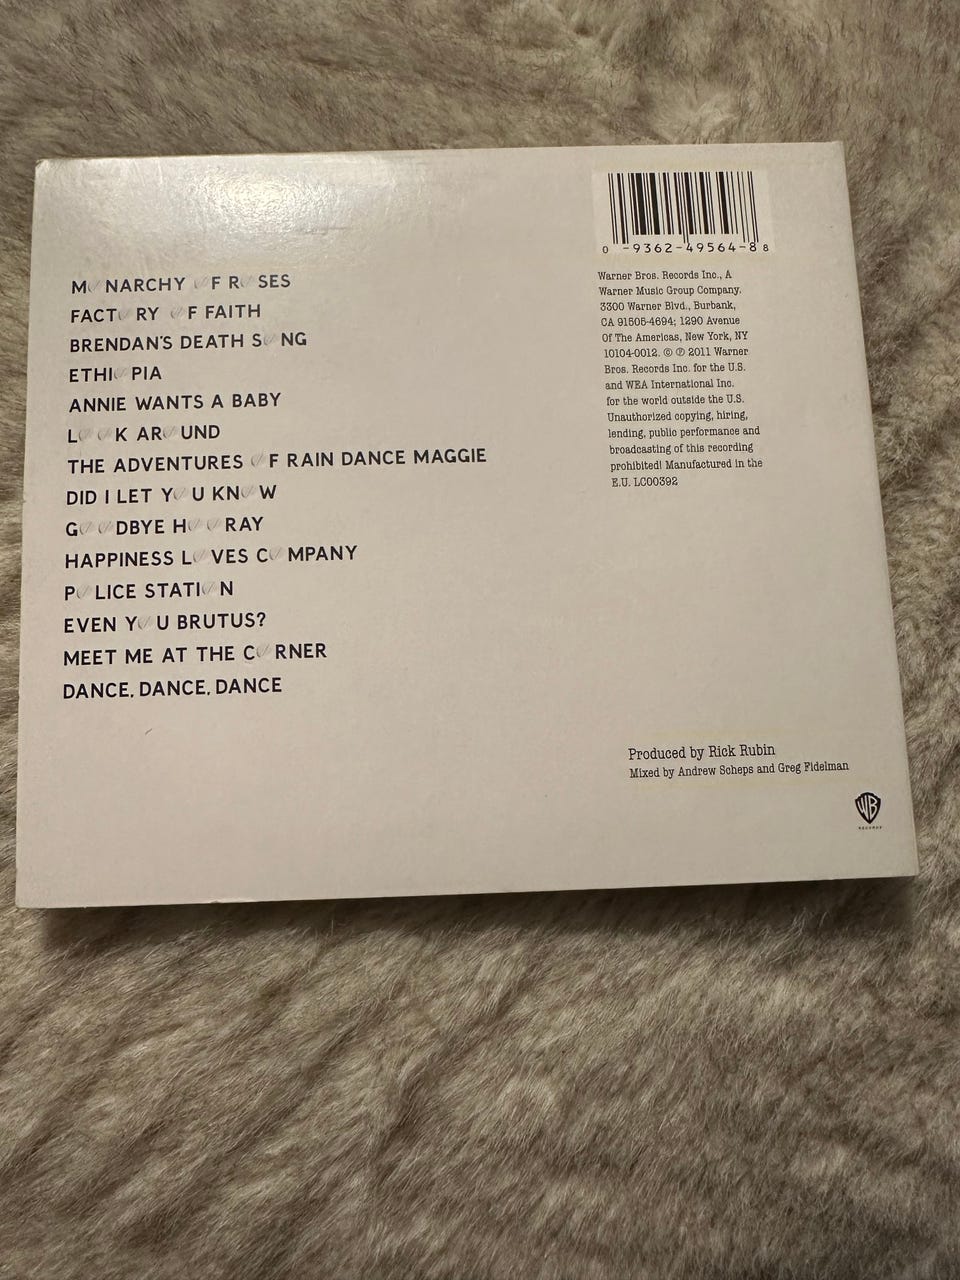 MONARCHY OF ROSES
FACTORY OF FAITH
BRENDAN'S DEATH SONG
ETHIOPIA
ANNIE WANTS A BABY
LOOK AROUND
THE ADVENTURES OF RAIN DANCE MAGGIE
DID I LET YOU KNOW
GOODBYE HOORAY
HAPPINESS LOVES COMPANY
POLICE STATION
EVEN YOU BRUTUS?
MEET ME AT THE CORNER
DANCE, DANCE, DANCE
0 -9362-49564-8 8
Warner Bros. Records Inc., A
Warner Music Group Company,
3300 Warner Blvd., Burbank,
CA 91505-4694; 1290 Avenue
Of The Americas, New York, NY
10104-0012. © ℗ 2011 Warner
Bros. Records Inc. for the U.S.
and WEA International Inc.
for the world outside the U.S.
Unauthorized copying, hiring,
lending, public performance and
broadcasting of this recording
prohibited! Manufactured in the
E.U. LC00392
Produced by Rick Rubin
Mixed by Andrew Scheps and Greg Fidelman
WB
RECORDS